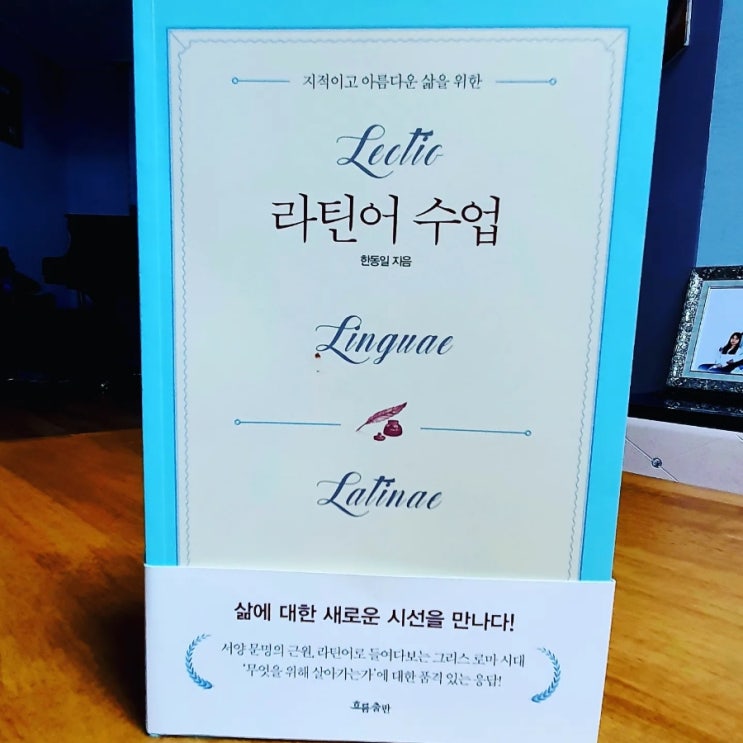 지적이고 아름다운 삶을 위한
Lectio
라틴어 수업
한동일 지음
Linguae
Latinae
삶에 대한 새로운 시선을 만나다!
서양 문명의 근원, 라틴어로 들여다보는 그리스 로마 시대
'무엇을 위해 살아가는가'에 대한 품격 있는 응답!
흐름출판